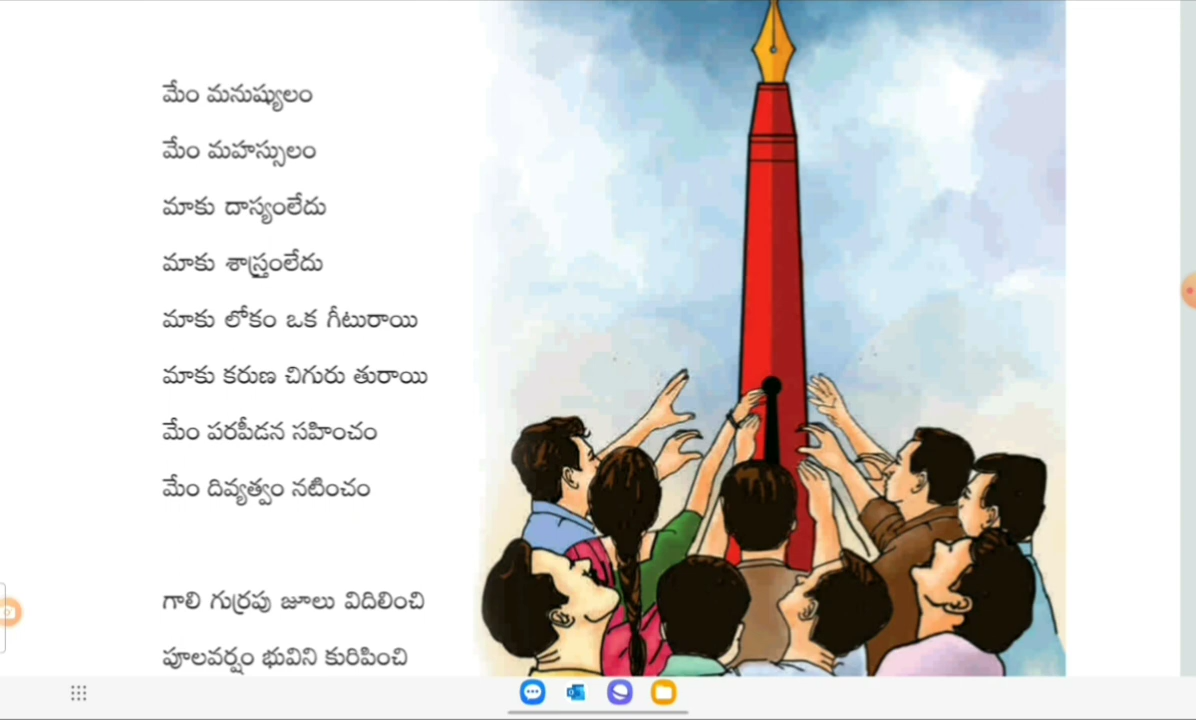 మేం మనుష్యులం
మేం మహస్సులం
మాకు దాస్యంలేదు
మాకు శాస్త్రంలేదు
మాకు లోకం ఒక గీటురాయి
మాకు కరుణ చిగురు తురాయి
మేం పరపీడన సహించం
మేం దివ్యత్వం నటించం
గాలి గుర్రపు జూలు విదిలించి
పూలవర్షం భువిని కురిపించి